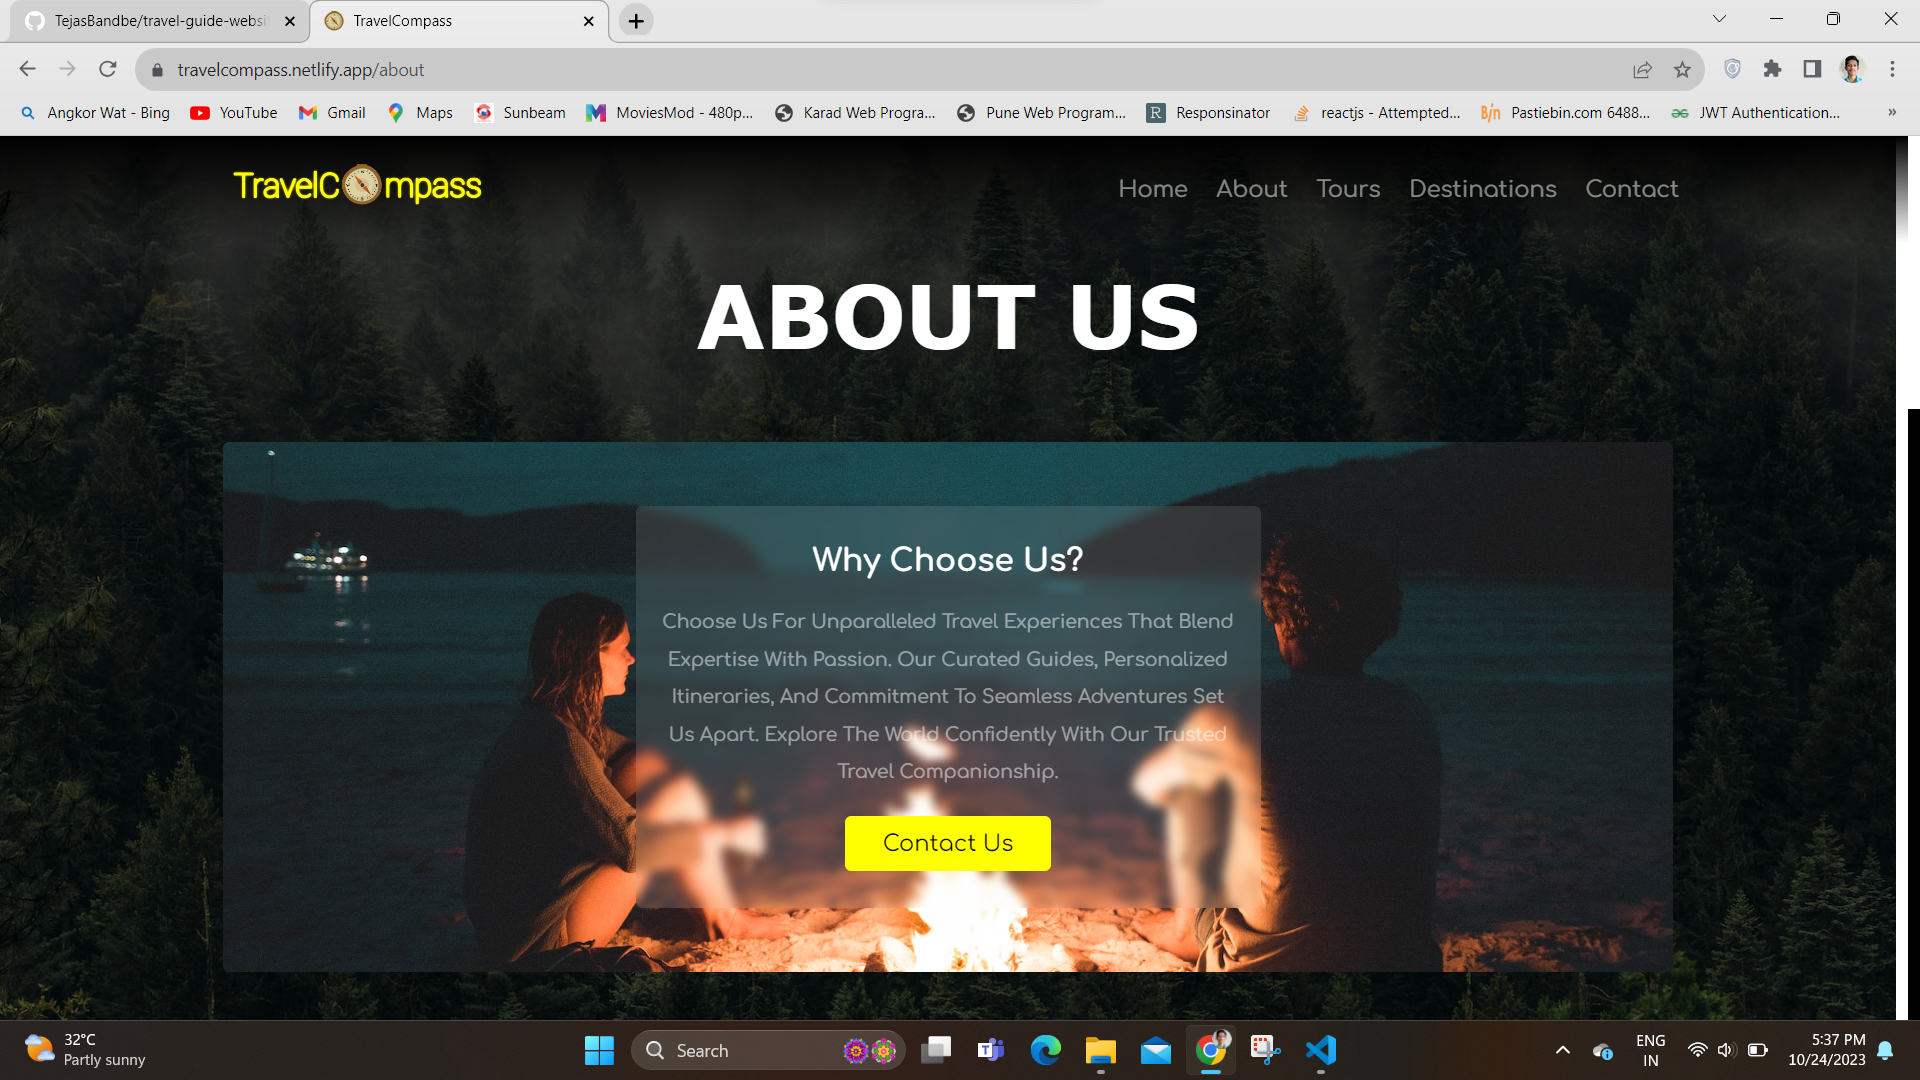 TejasBandbe/travel-guide-websi
TravelCompass
travelcompass.netlify.app/about
Angkor Wat - Bing
YouTube
Gmail
Maps
Sunbeam
MoviesMod - 480p...
Karad Web Progra...
Pune Web Program...
R
Responsinator
reactjs - Attempted...
B/n
Pastiebin.com 6488...
JWT Authentication...
»
TravelCompass
Home
About
Tours
Destinations
Contact
ABOUT US
Why Choose Us?
Choose Us For Unparalleled Travel Experiences That Blend
Expertise With Passion. Our Curated Guides, Personalized
Itineraries, And Commitment To Seamless Adventures Set
Us Apart. Explore The World Confidently With Our Trusted
Travel Companionship.
Contact Us
32°C
Partly sunny
Search
ENG
IN
5:37 PM
10/24/2023